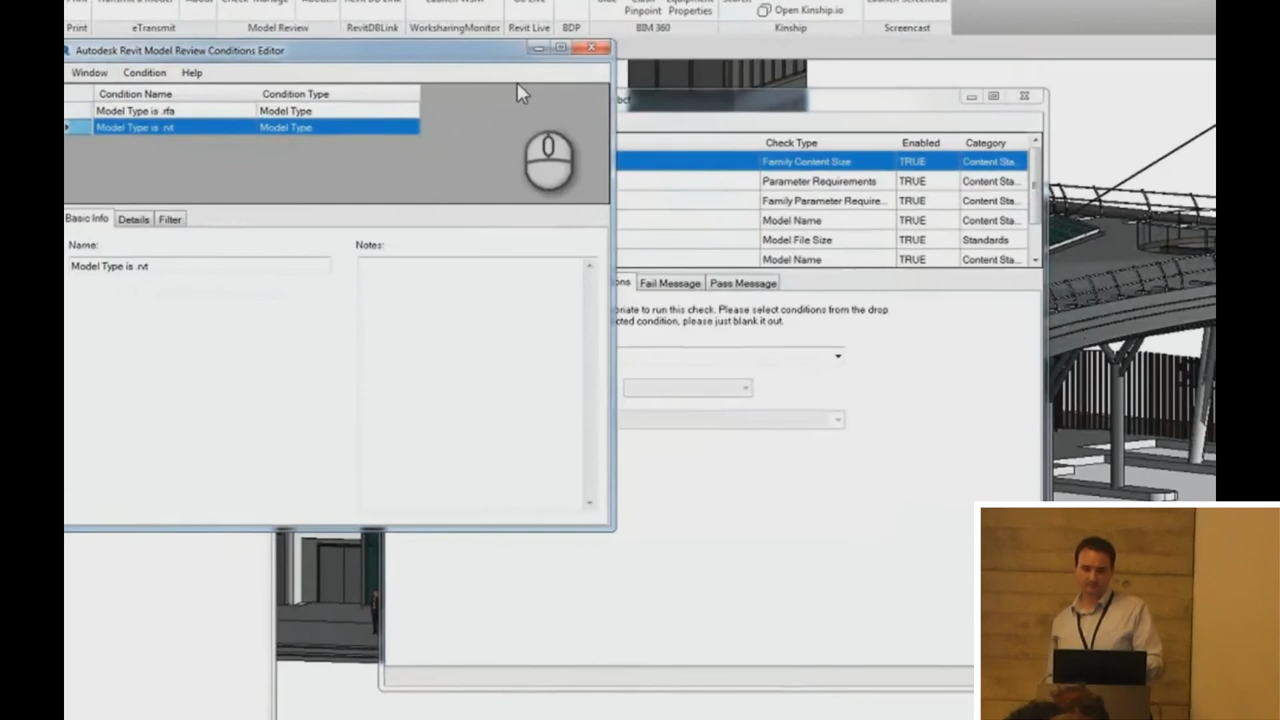 Pinpoint Properties
Open Kinship.io
Print eTransmit Model Review RevitDBLink WorksharingMonitor Revit Live BDP BIM 360 Kinship Screencast
Autodesk Revit Model Review Conditions Editor
Window Condition Help
Condition Name Condition Type
Model Type is .rfa Model Type
Model Type is .rvt Model Type
Basic Info Details Filter
Name: Notes:
Model Type is .rvt
Check Type Enabled Category
Family Content Size TRUE Content Sta...
Parameter Requirements TRUE Content Sta...
Family Parameter Require... TRUE Content Sta...
Model Name TRUE Content Sta...
Model File Size TRUE Standards
Model Name TRUE Content Sta...
ons Fail Message Pass Message
priate to run this check. Please select conditions from the drop
cted condition, please just blank it out.